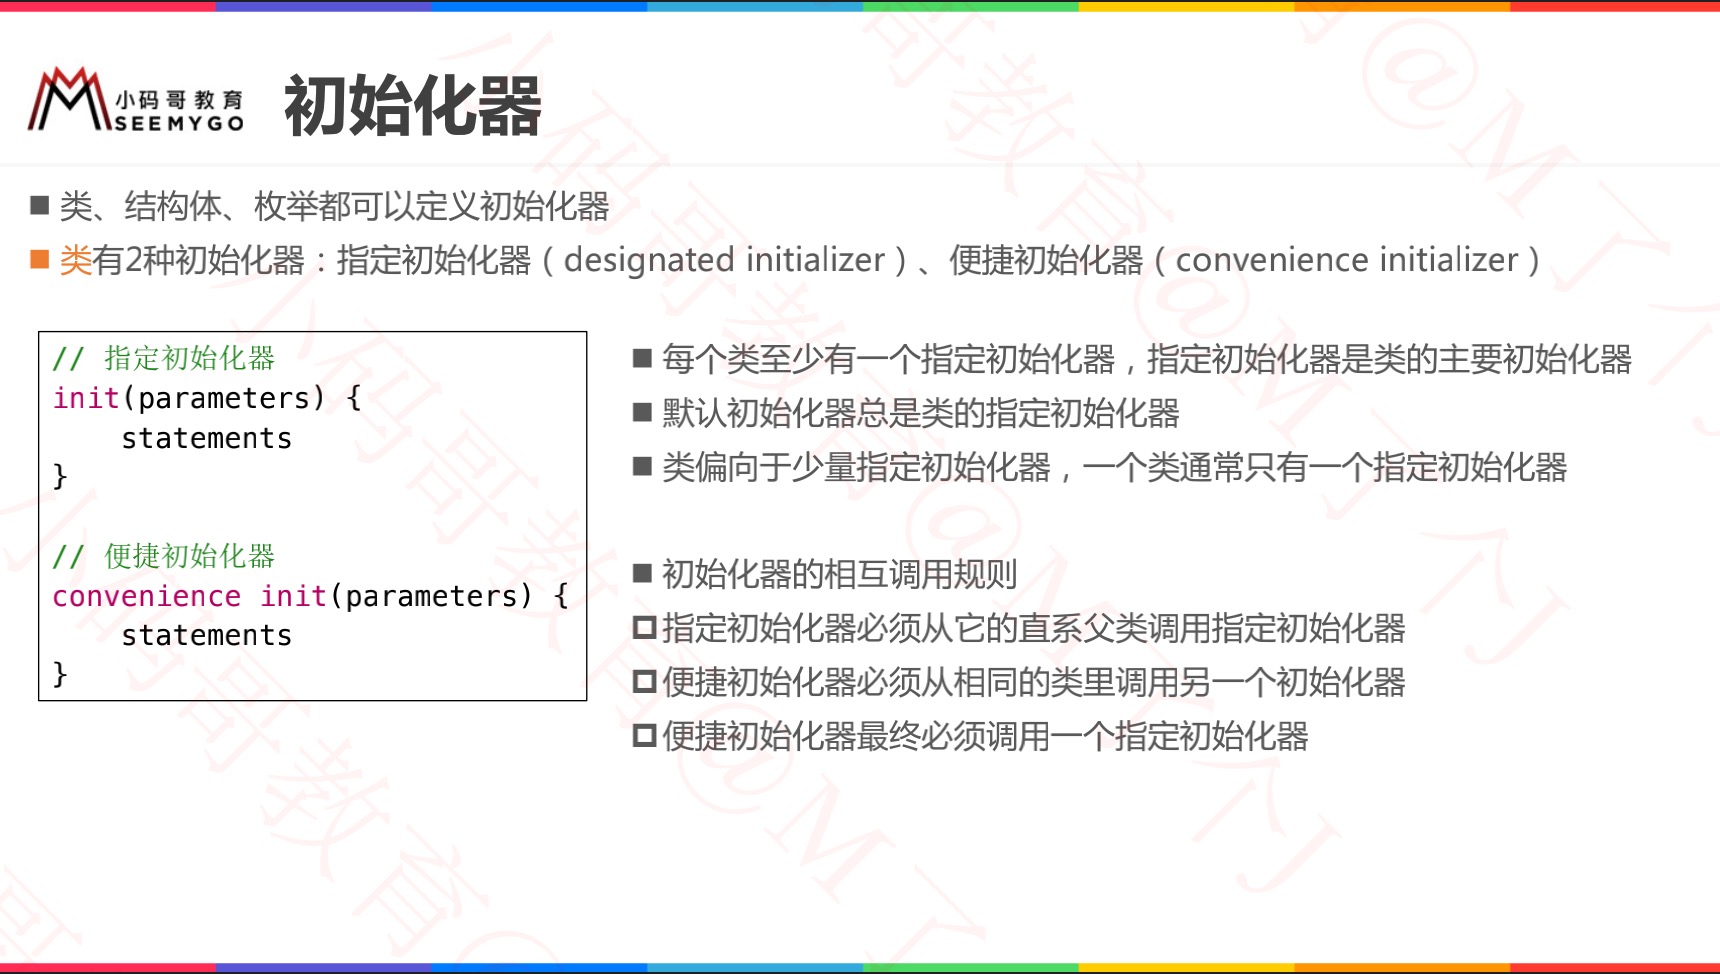 小码哥教育
SEEMYGO
初始化器
■ 类、结构体、枚举都可以定义初始化器
■ 类有2种初始化器：指定初始化器（designated initializer）、便捷初始化器（convenience initializer）
// 指定初始化器
init(parameters) {
    statements
}
// 便捷初始化器
convenience init(parameters) {
    statements
}
■ 每个类至少有一个指定初始化器，指定初始化器是类的主要初始化器
■ 默认初始化器总是类的指定初始化器
■ 类偏向于少量指定初始化器，一个类通常只有一个指定初始化器
■ 初始化器的相互调用规则
□ 指定初始化器必须从它的直系父类调用指定初始化器
□ 便捷初始化器必须从相同的类里调用另一个初始化器
□ 便捷初始化器最终必须调用一个指定初始化器
小码哥教育@M了个J